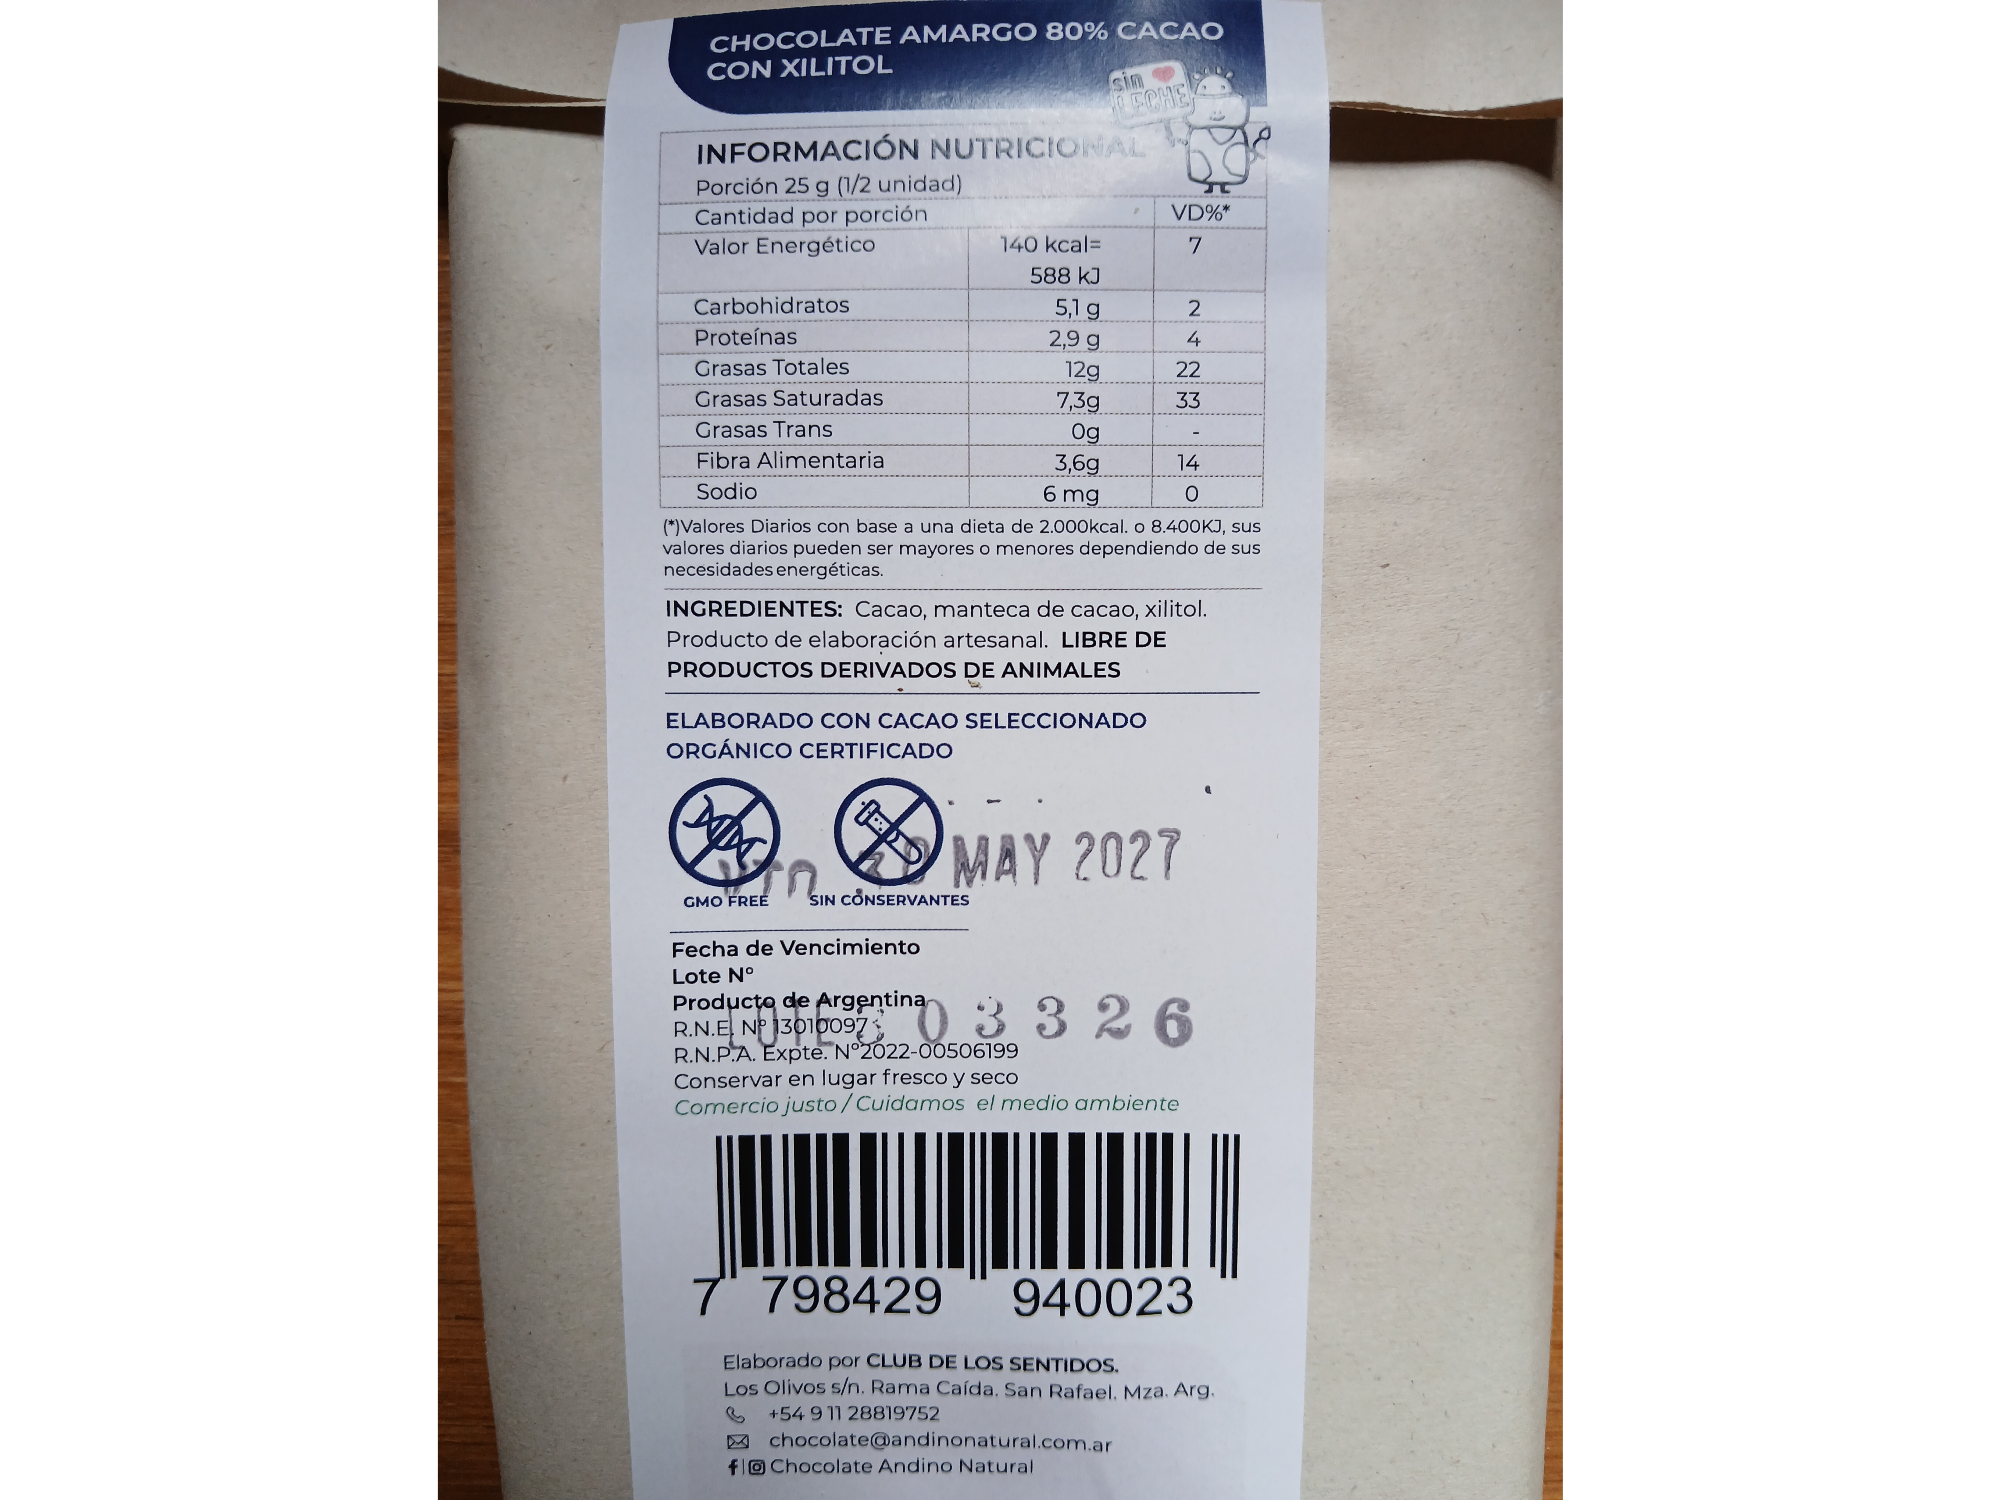 CHOCOLATE AMARGO 80% CACAO
CON XILITOL
sin
LECHE
INFORMACIÓN NUTRICIONAL
Porción 25 g (1/2 unidad)
Cantidad por porción VD%*
Valor Energético 140 kcal= 7
588 kJ
Carbohidratos 5,1 g 2
Proteínas 2,9 g 4
Grasas Totales 12g 22
Grasas Saturadas 7,3g 33
Grasas Trans 0g -
Fibra Alimentaria 3,6g 14
Sodio 6 mg 0
(*)Valores Diarios con base a una dieta de 2.000kcal. o 8.400KJ, sus
valores diarios pueden ser mayores o menores dependiendo de sus
necesidades energéticas.
INGREDIENTES: Cacao, manteca de cacao, xilitol.
Producto de elaboración artesanal. LIBRE DE
PRODUCTOS DERIVADOS DE ANIMALES
ELABORADO CON CACAO SELECCIONADO
ORGÁNICO CERTIFICADO
VTO 30 MAY 2027
GMO FREE SIN CONSERVANTES
Fecha de Vencimiento
Lote Nº
Producto de Argentina
LOTE 03326
R.N.E. Nº 13010097
R.N.P.A. Expte. Nº2022-00506199
Conservar en lugar fresco y seco
Comercio justo / Cuidamos el medio ambiente
7 798429 940023
Elaborado por CLUB DE LOS SENTIDOS.
Los Olivos s/n. Rama Caída. San Rafael. Mza. Arg.
+54 9 11 28819752
chocolate@andinonatural.com.ar
f|Chocolate Andino Natural